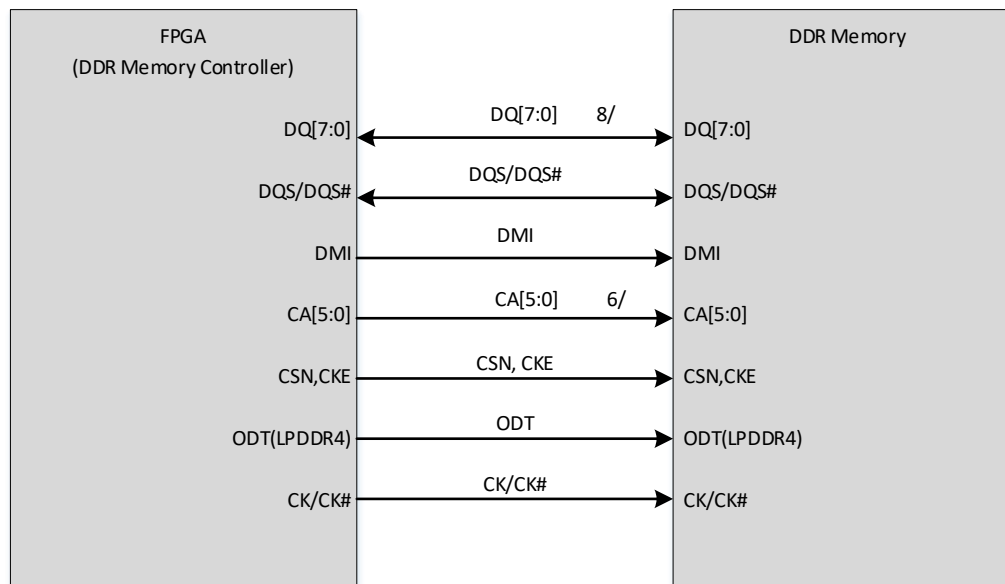 FPGA
(DDR Memory Controller)
DDR Memory
DQ[7:0] DQ[7:0] 8/ DQ[7:0]
DQS/DQS# DQS/DQS# DQS/DQS#
DMI DMI DMI
CA[5:0] CA[5:0] 6/ CA[5:0]
CSN,CKE CSN, CKE CSN,CKE
ODT(LPDDR4) ODT ODT(LPDDR4)
CK/CK# CK/CK# CK/CK#